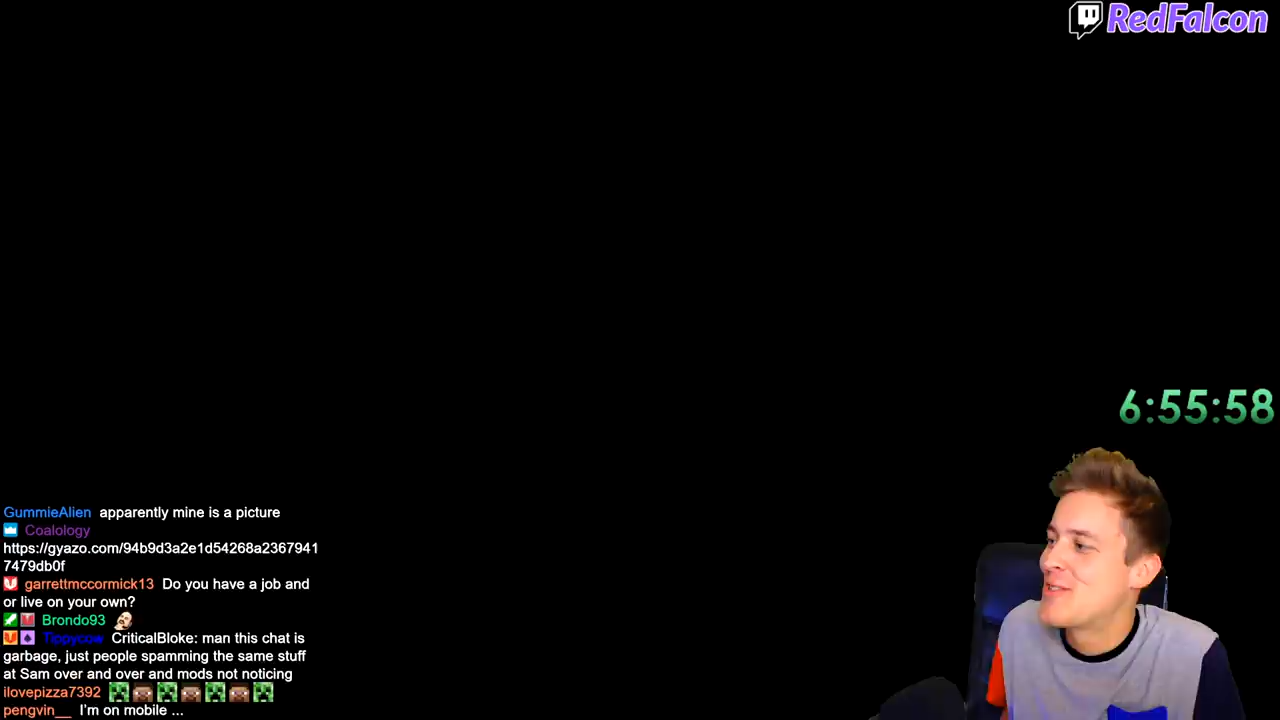 RedFalcon
6:55:58
GummieAlien apparently mine is a picture
Coalology
https://gyazo.com/94b9d3a2e1d54268a2367941
7479db0f
garrettmccormick13 Do you have a job and
or live on your own?
Brondo93
Tippycow CriticalBloke: man this chat is
garbage, just people spamming the same stuff
at Sam over and over and mods not noticing
ilovepizza7392
pengvin__ I'm on mobile ...